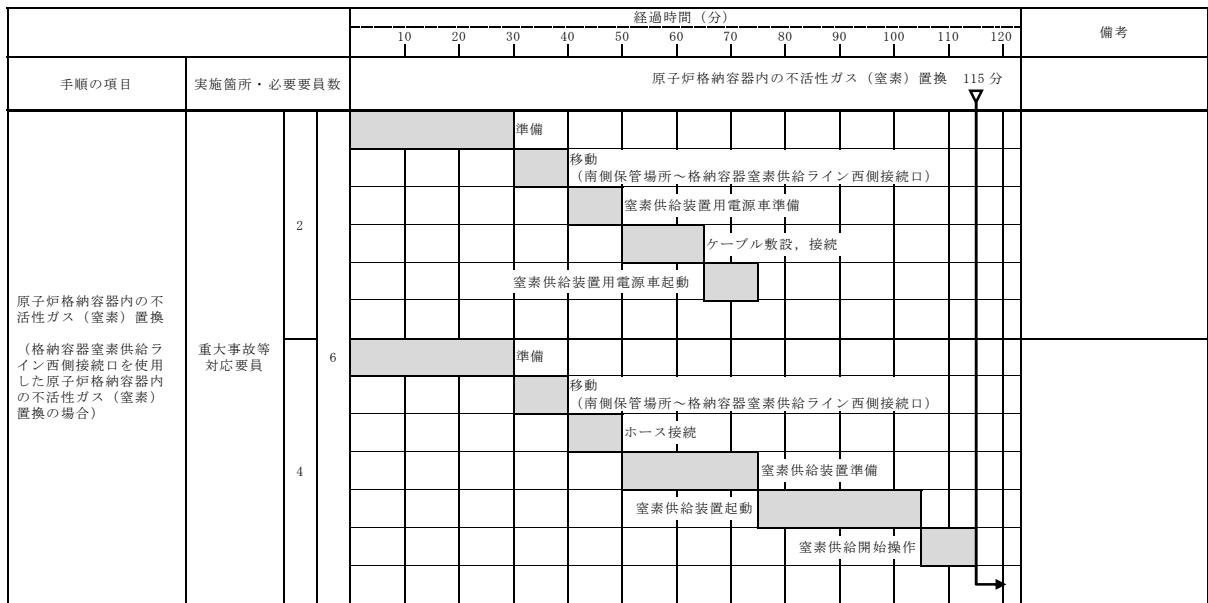 経過時間（分）
備考
10 20 30 40 50 60 70 80 90 100 110 120
手順の項目
実施箇所・必要要員数
原子炉格納容器内の不活性ガス（窒素）置換 115分
原子炉格納容器内の不
活性ガス（窒素）置換
（格納容器窒素供給ラ
イン西側接続口を使用
した原子炉格納容器内
の不活性ガス（窒素）
置換の場合）
重大事故等
対応要員
6
2
準備
移動
（南側保管場所～格納容器窒素供給ライン西側接続口）
窒素供給装置用電源車準備
ケーブル敷設，接続
窒素供給装置用電源車起動
4
準備
移動
（南側保管場所～格納容器窒素供給ライン西側接続口）
ホース接続
窒素供給装置準備
窒素供給装置起動
窒素供給開始操作